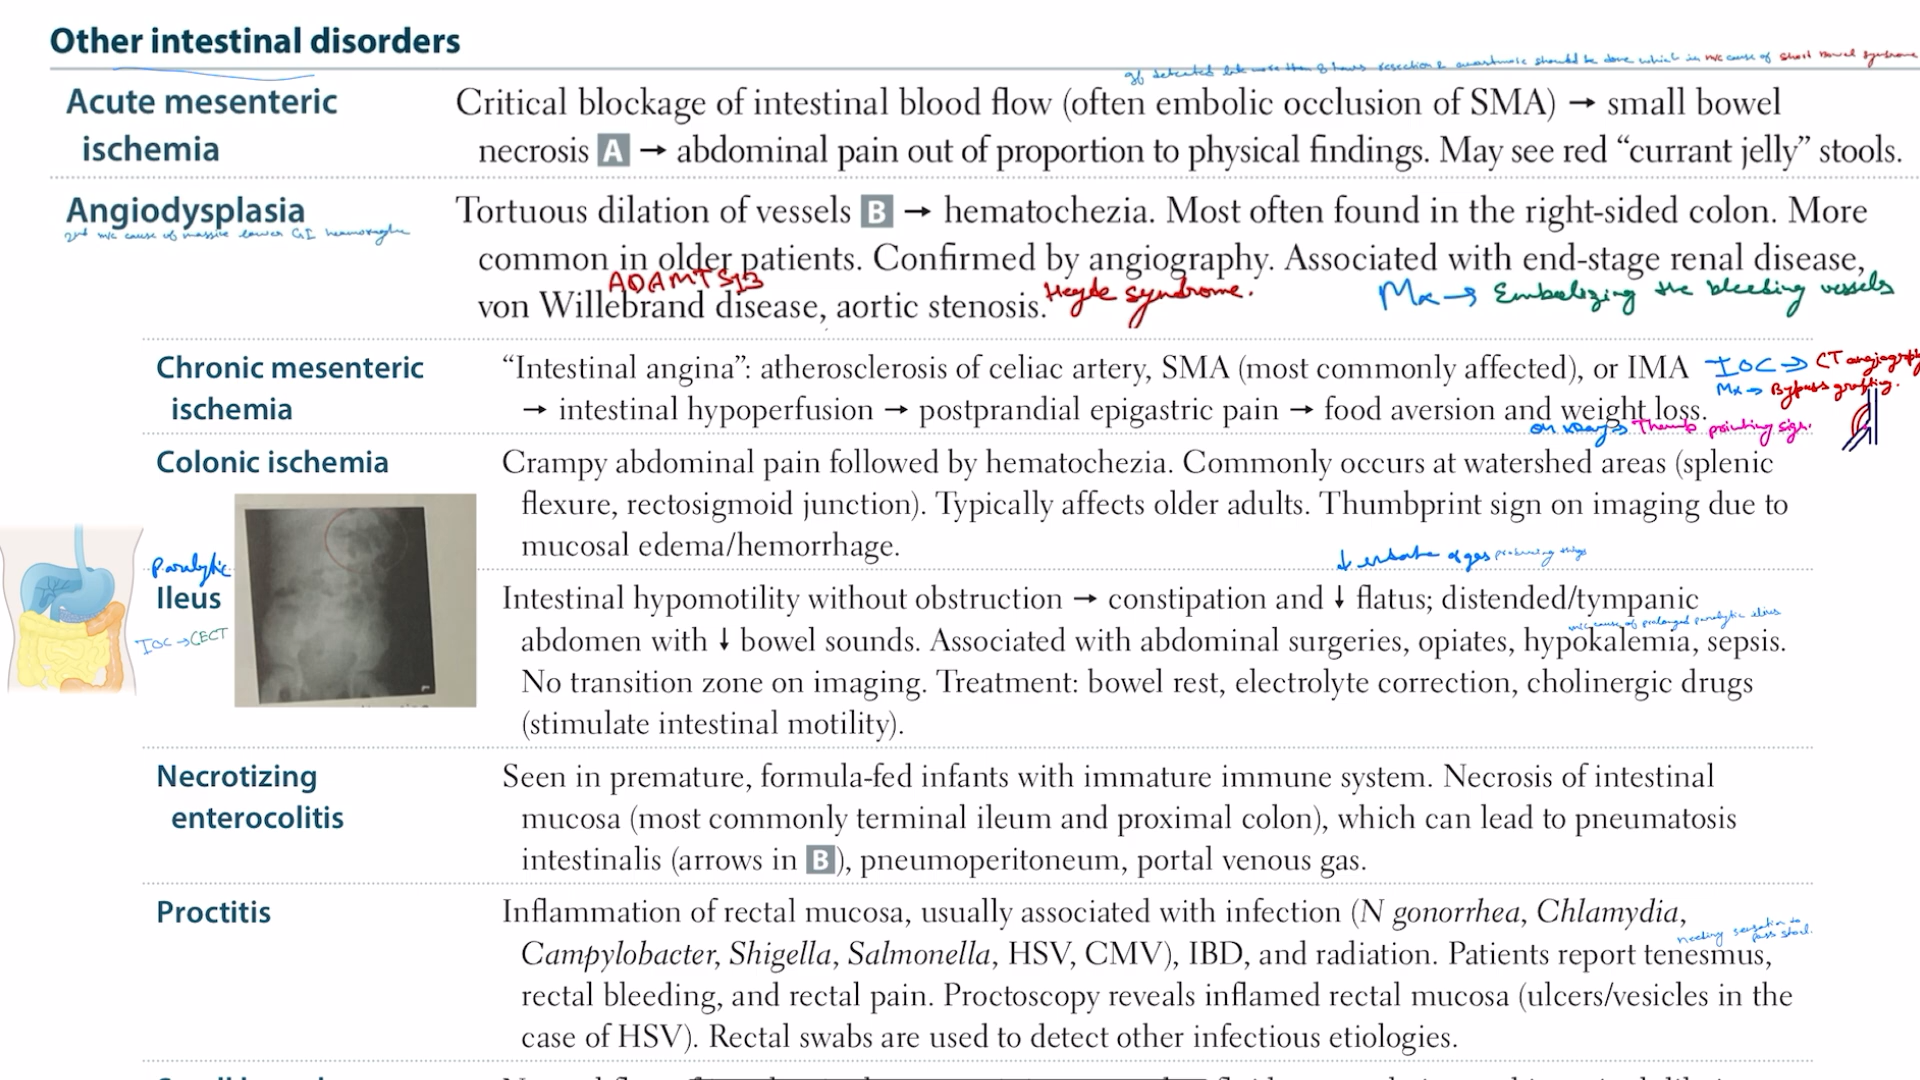 Other intestinal disorders
If detected late more than 8 hours resection & anastomosis should be done which is m/c cause of Short Bowel Syndrome
Acute mesenteric
ischemia
Critical blockage of intestinal blood flow (often embolic occlusion of SMA) → small bowel
necrosis A → abdominal pain out of proportion to physical findings. May see red “currant jelly” stools.
Angiodysplasia
2nd m/c cause of massive lower GI hemorraghe
Tortuous dilation of vessels B → hematochezia. Most often found in the right-sided colon. More
common in older patients. Confirmed by angiography. Associated with end-stage renal disease,
ADAMTS13
von Willebrand disease, aortic stenosis.
Heyde syndrome.
Mx → Embolizing the bleeding vessels
Chronic mesenteric
ischemia
“Intestinal angina”: atherosclerosis of celiac artery, SMA (most commonly affected), or IMA
→ intestinal hypoperfusion → postprandial epigastric pain → food aversion and weight loss.
IOC → CT angiography
Mx → Bypass grafting.
on xray → Thumb printing sign.
Colonic ischemia
Crampy abdominal pain followed by hematochezia. Commonly occurs at watershed areas (splenic
flexure, rectosigmoid junction). Typically affects older adults. Thumbprint sign on imaging due to
mucosal edema/hemorrhage.
Paralytic
Ileus
IOC → CECT
↓ intake of gas producing things
Intestinal hypomotility without obstruction → constipation and ↓ flatus; distended/tympanic
m/c cause of prolonged paralytic ileus
abdomen with ↓ bowel sounds. Associated with abdominal surgeries, opiates, hypokalemia, sepsis.
No transition zone on imaging. Treatment: bowel rest, electrolyte correction, cholinergic drugs
(stimulate intestinal motility).
Necrotizing
enterocolitis
Seen in premature, formula-fed infants with immature immune system. Necrosis of intestinal
mucosa (most commonly terminal ileum and proximal colon), which can lead to pneumatosis
intestinalis (arrows in B), pneumoperitoneum, portal venous gas.
Proctitis
Inflammation of rectal mucosa, usually associated with infection (N gonorrhea, Chlamydia,
needing sensation to
pass stool.
Campylobacter, Shigella, Salmonella, HSV, CMV), IBD, and radiation. Patients report tenesmus,
rectal bleeding, and rectal pain. Proctoscopy reveals inflamed rectal mucosa (ulcers/vesicles in the
case of HSV). Rectal swabs are used to detect other infectious etiologies.